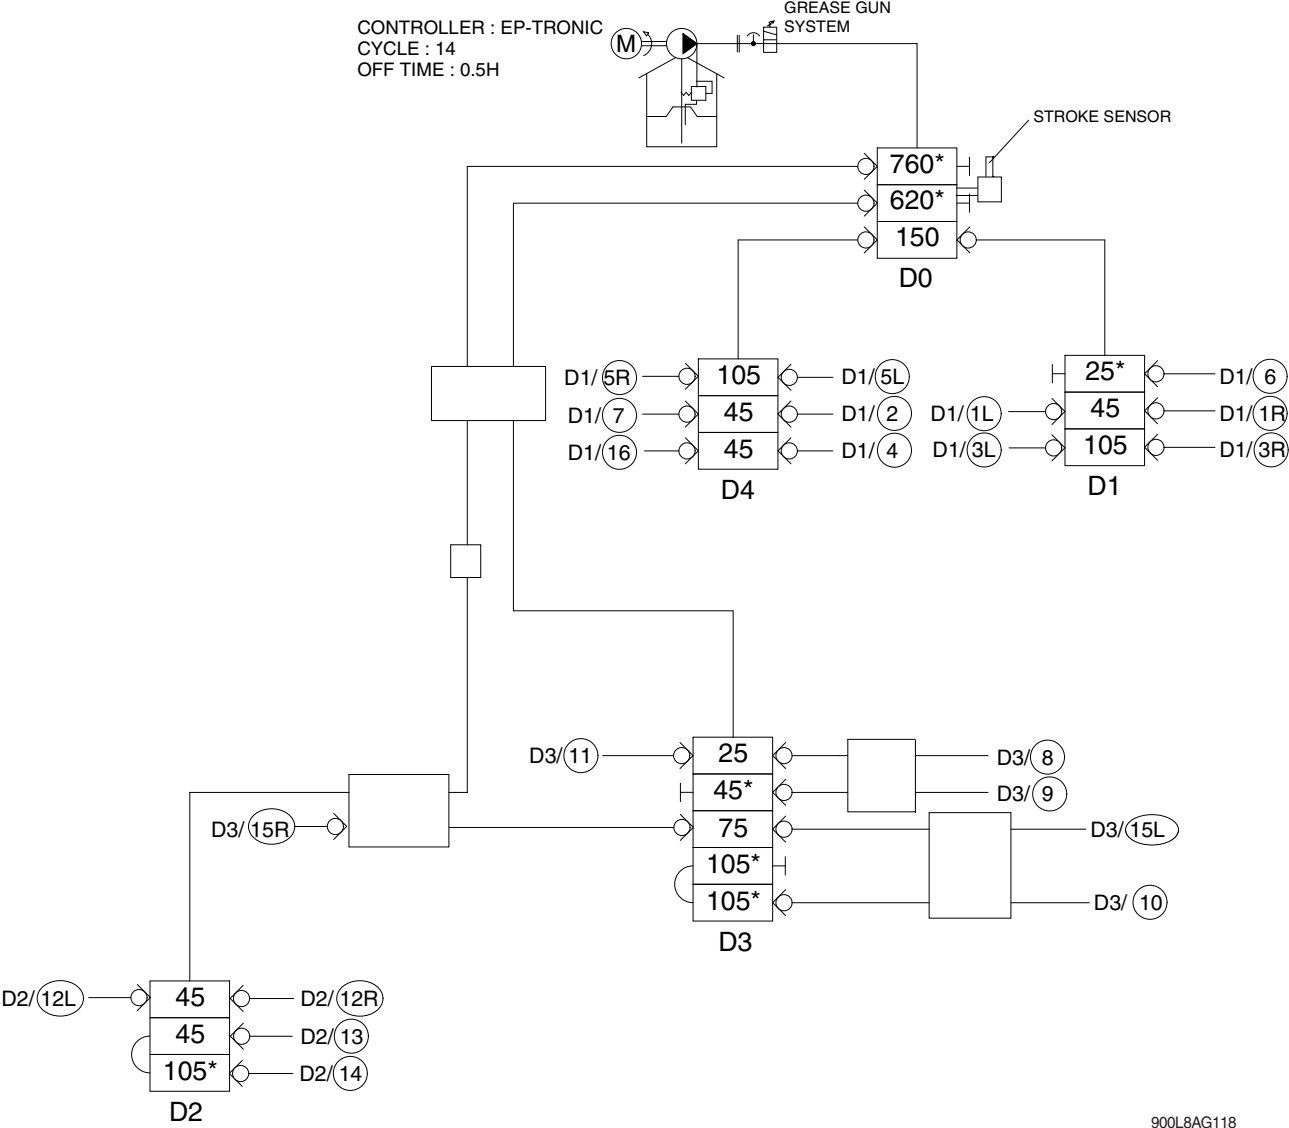 GREASE GUN
SYSTEM
CONTROLLER : EP-TRONIC
CYCLE : 14
OFF TIME : 0.5H
M
STROKE SENSOR
760*
620*
150
D0
D1/5R
105
D1/5L
D1/7
45
D1/2
D1/16
45
D1/4
D4
25*
D1/6
D1/1L
45
D1/1R
D1/3L
105
D1/3R
D1
D3/11
25
D3/8
45*
D3/9
D3/15R
75
D3/15L
105*
105*
D3/10
D3
D2/12L
45
D2/12R
45
D2/13
105*
D2/14
D2
900L8AG118